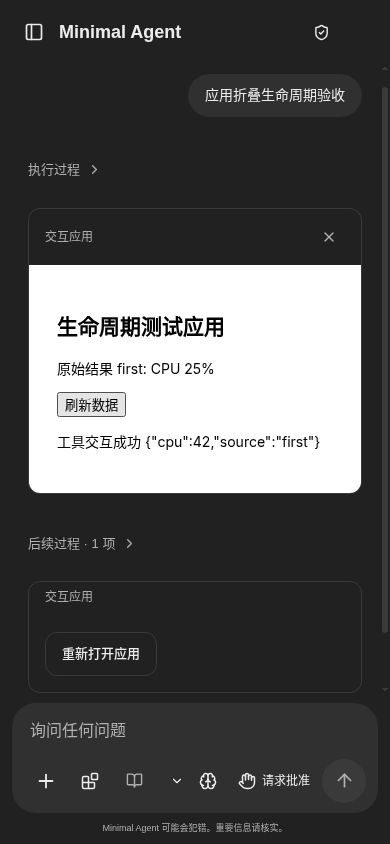 Minimal Agent
应用折叠生命周期验收
执行过程
交互应用
生命周期测试应用
原始结果 first: CPU 25%
刷新数据
工具交互成功 {"cpu":42,"source":"first"}
后续过程 · 1 项
交互应用
重新打开应用
询问任何问题
请求批准
Minimal Agent 可能会犯错。重要信息请核实。